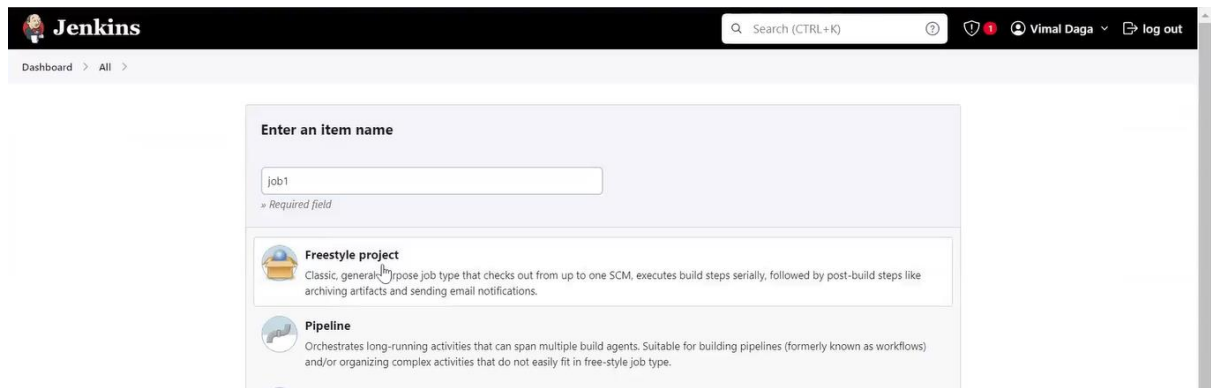 Jenkins
Search (CTRL+K)
1
Vimal Daga
log out
Dashboard > All >
Enter an item name
job1
» Required field
Freestyle project
Classic, general-purpose job type that checks out from up to one SCM, executes build steps serially, followed by post-build steps like
archiving artifacts and sending email notifications.
Pipeline
Orchestrates long-running activities that can span multiple build agents. Suitable for building pipelines (formerly known as workflows)
and/or organizing complex activities that do not easily fit in free-style job type.